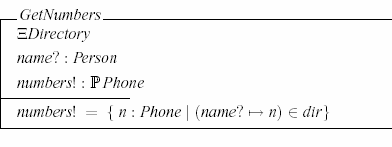 GetNumbers
ΞDirectory
name? : Person
numbers! : ℙ Phone
numbers! = { n : Phone | (name? ↦ n) ∈ dir}